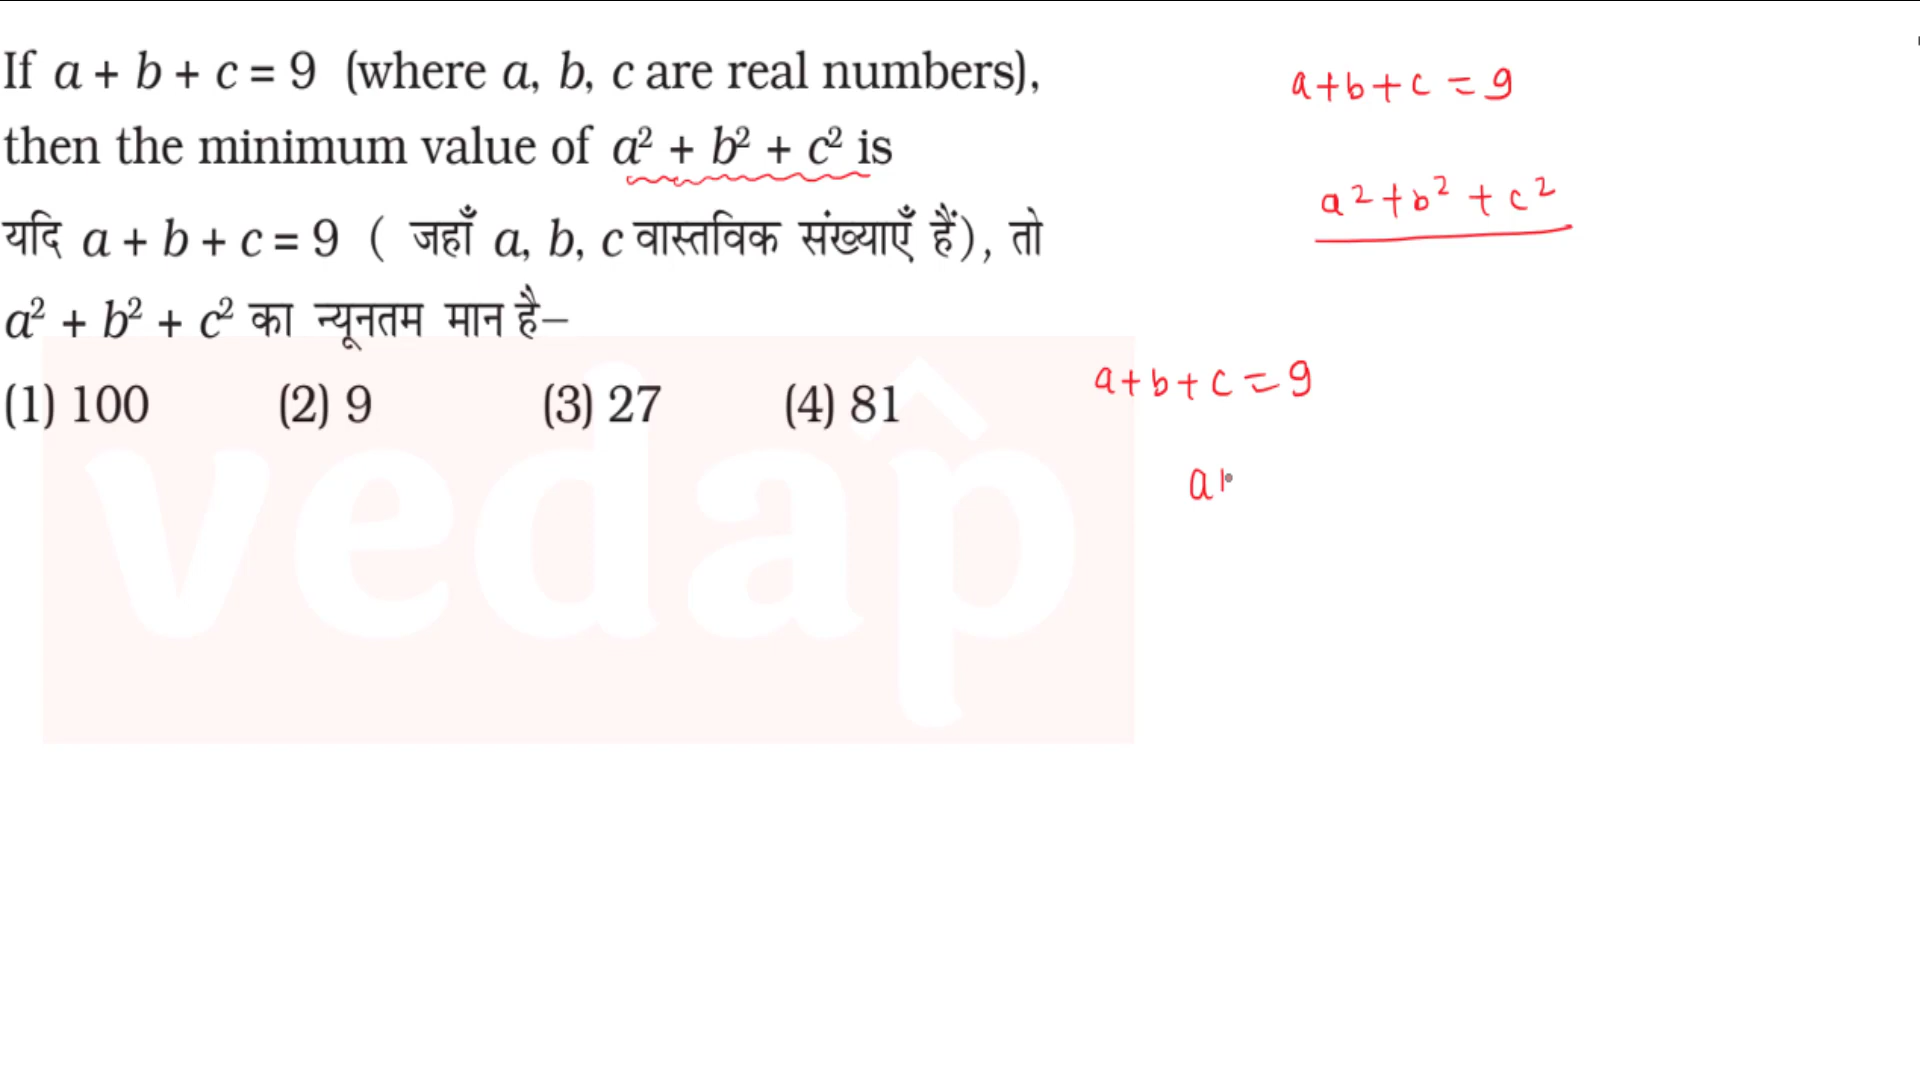 If a + b + c = 9 (where a, b, c are real numbers),
then the minimum value of a² + b² + c² is
यदि a + b + c = 9 ( जहाँ a, b, c वास्तविक संख्याएँ हैं), तो
a² + b² + c² का न्यूनतम मान है–
(1) 100 (2) 9 (3) 27 (4) 81
a+b+c = 9
a²+b²+c²
a+b+c = 9
a
vedap